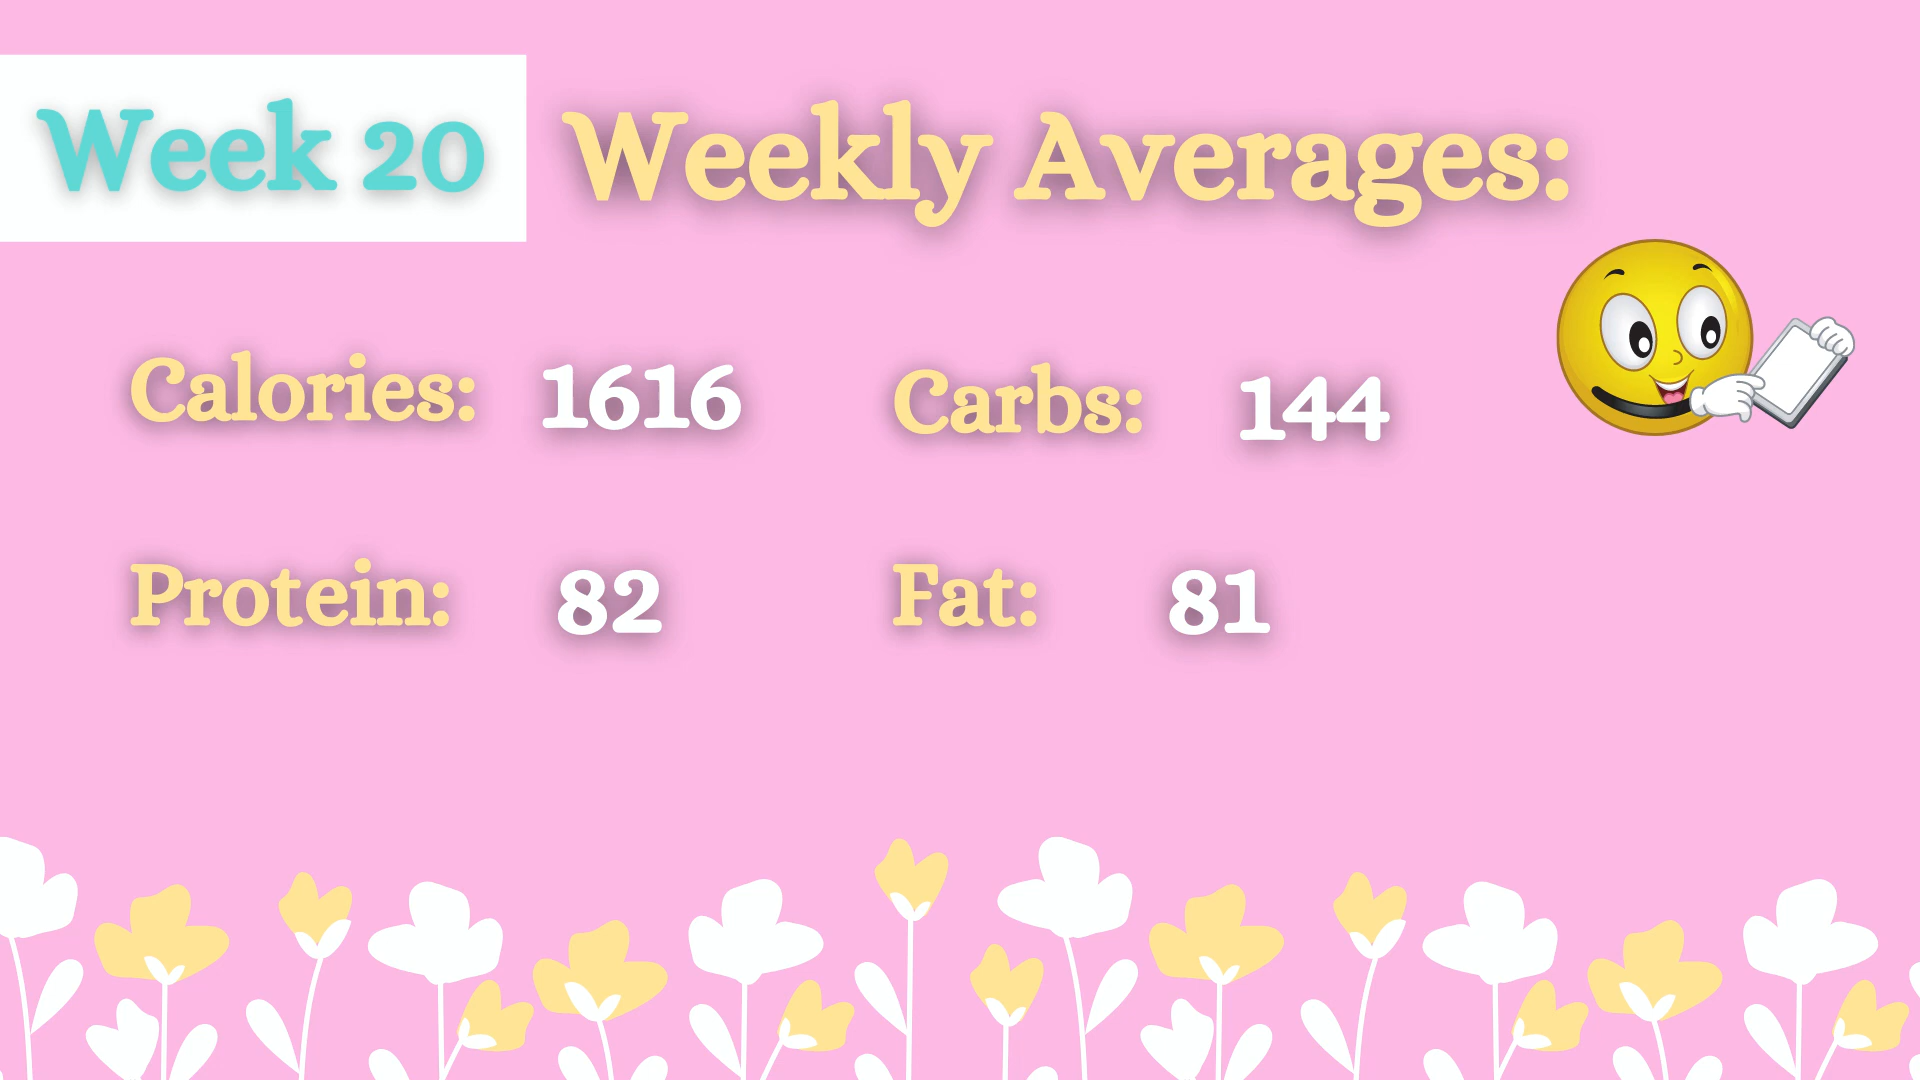 Week 20 Weekly Averages:
Calories: 1616 Carbs: 144
Protein: 82 Fat: 81